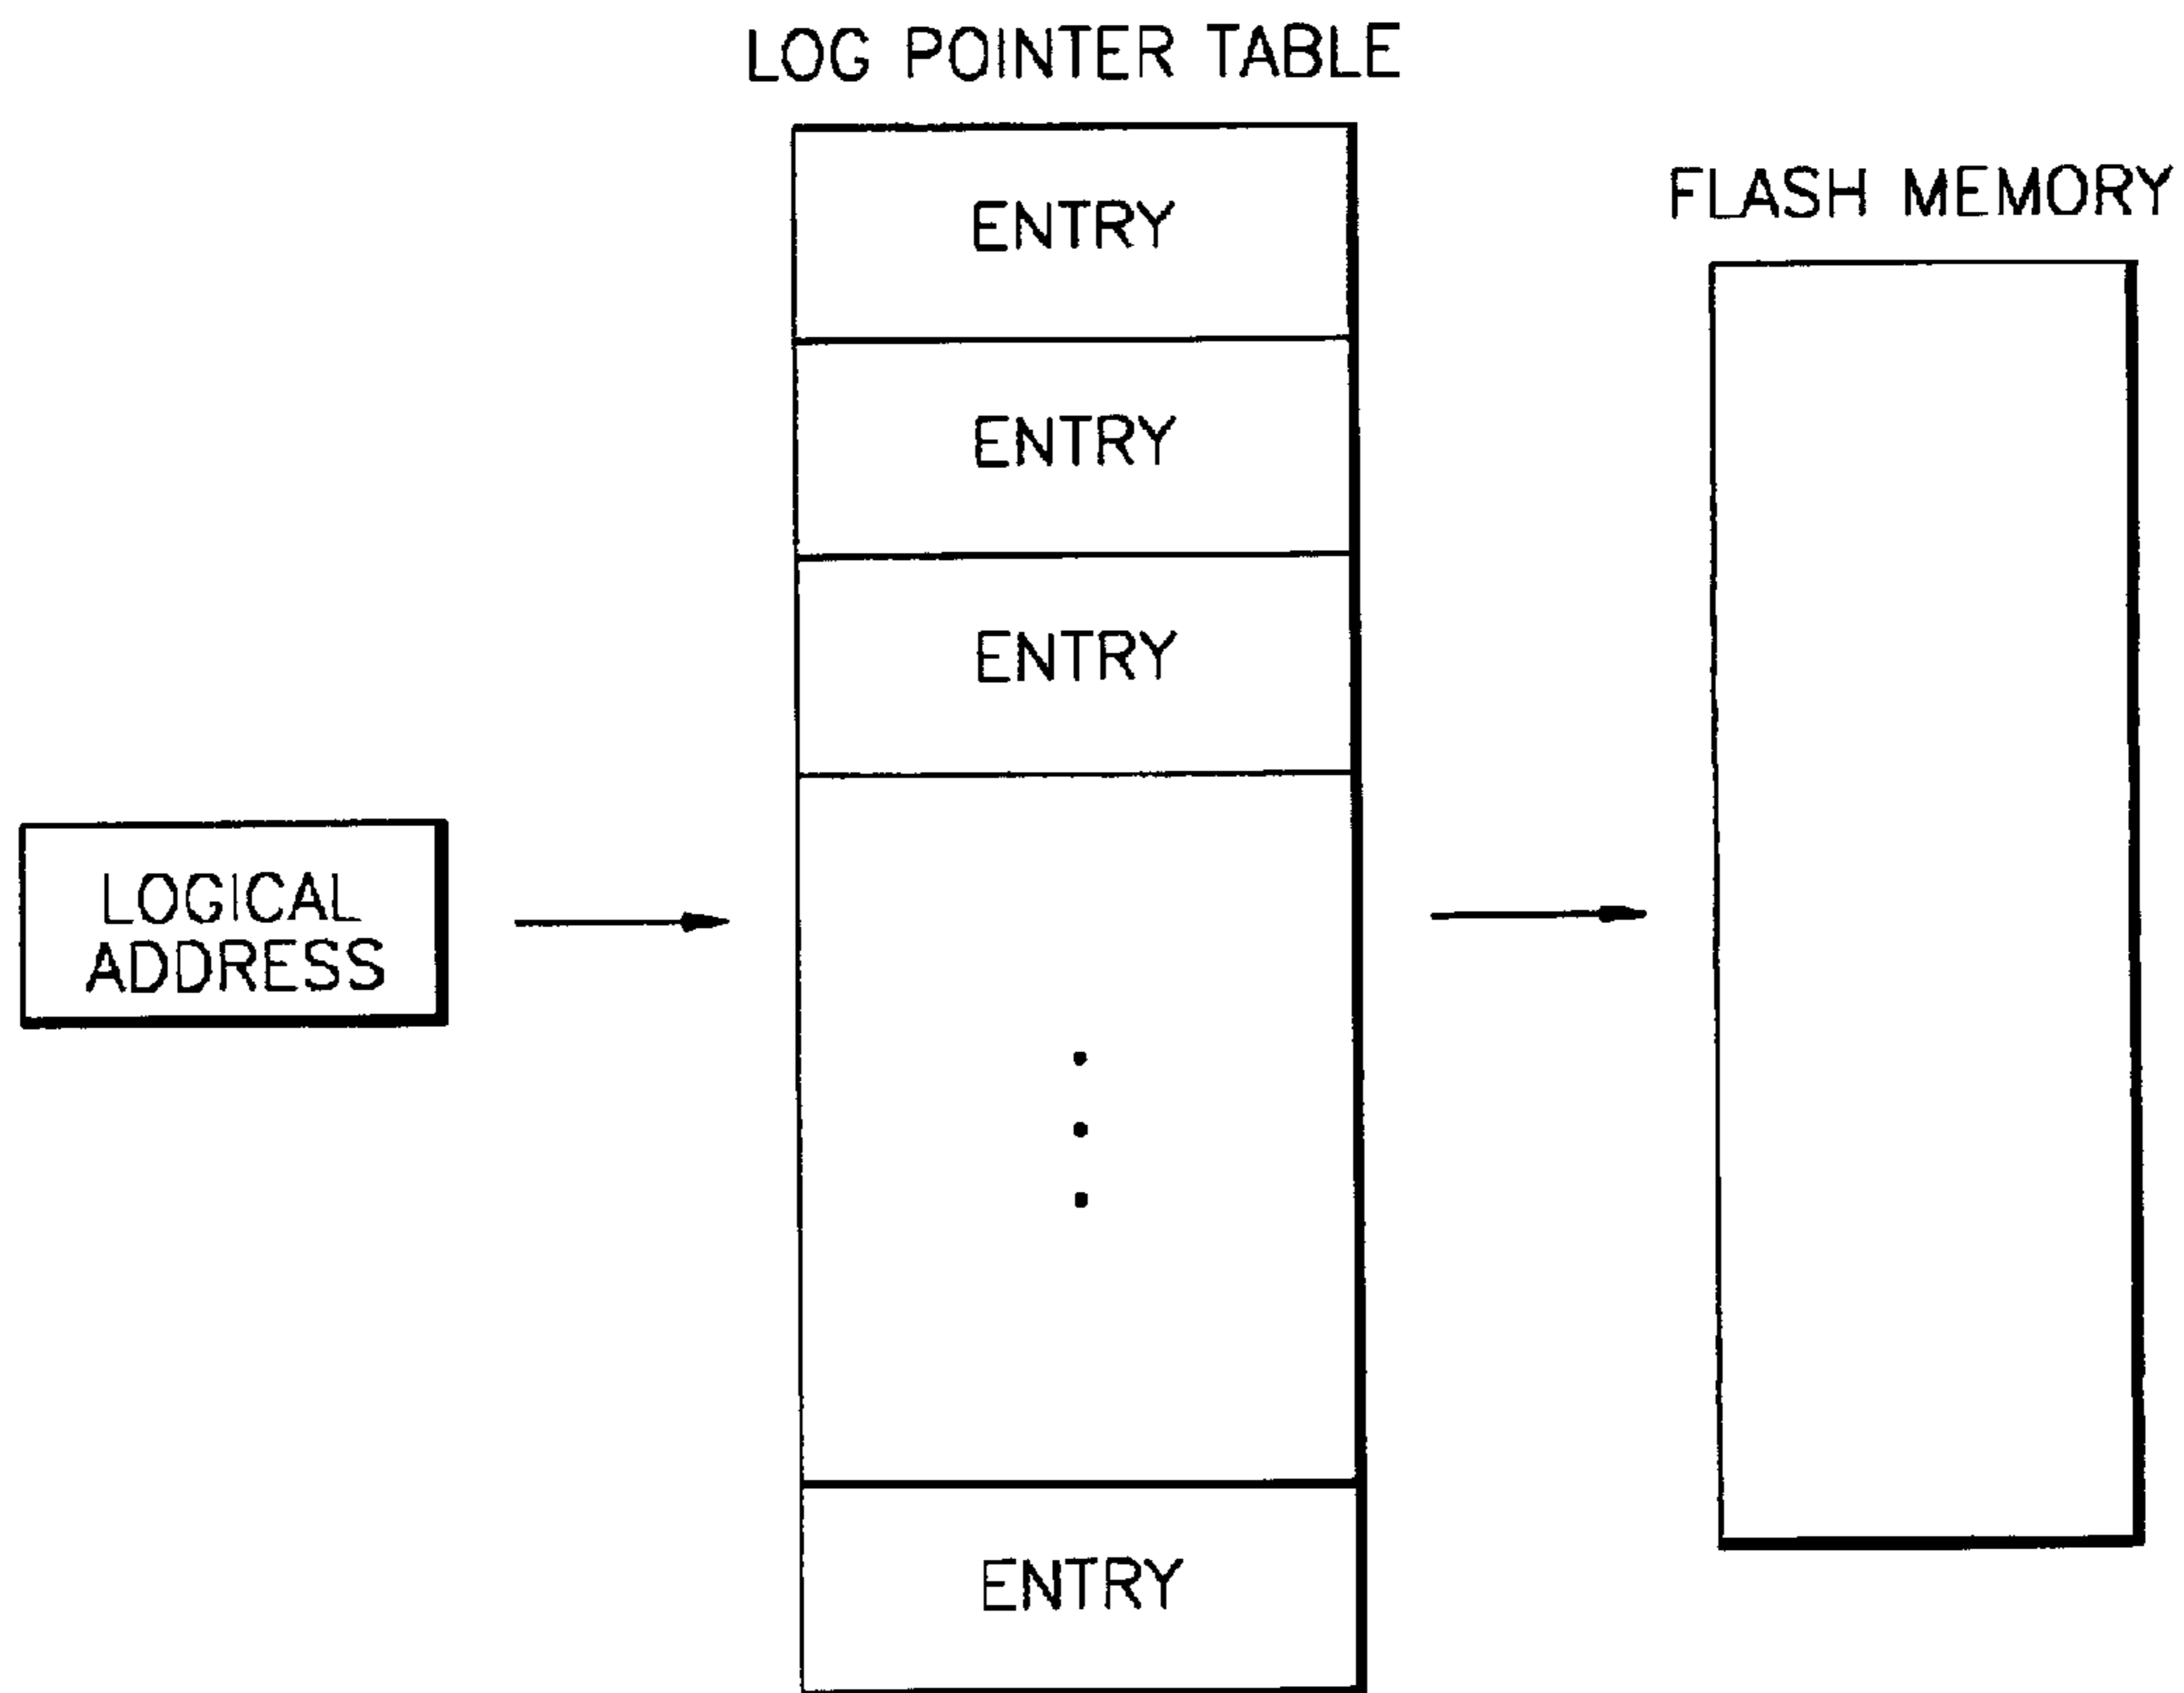 LOG POINTER TABLE
FLASH MEMORY
ENTRY
ENTRY
ENTRY
LOGICAL
ADDRESS
ENTRY